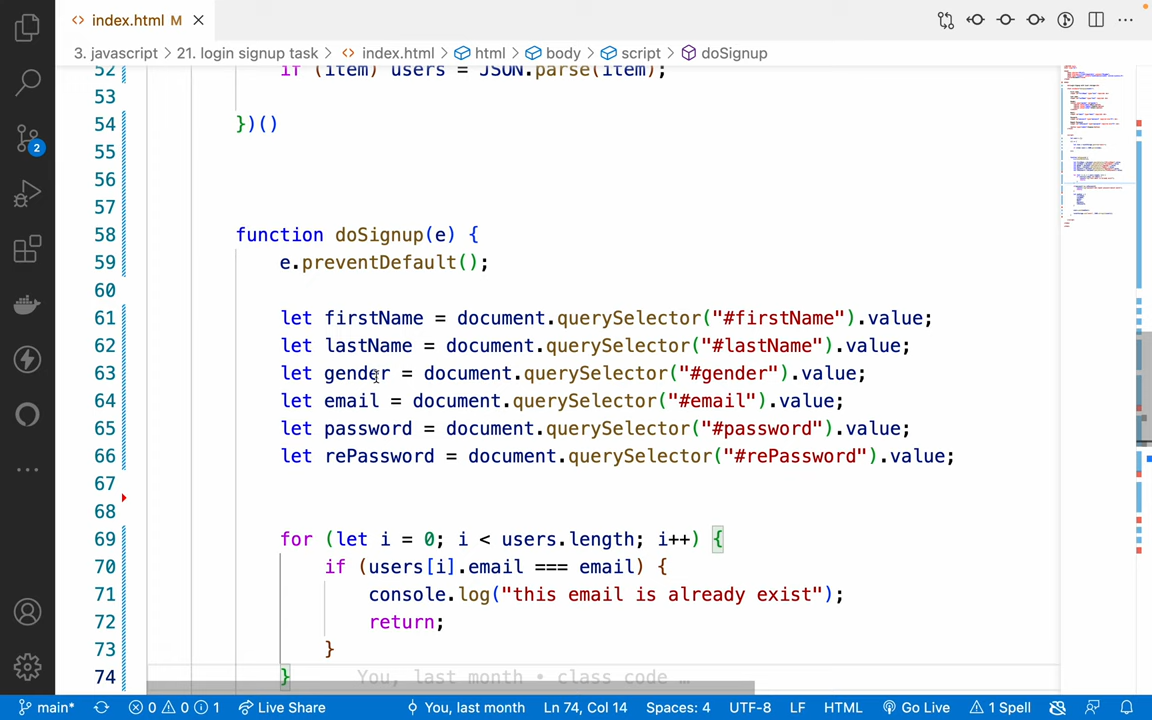 index.html M
3. javascript > 21. login signup task > index.html > html > body > script > doSignup
52 if (item) users = JSON.parse(item);
53
54 })()
55
56
57
58 function doSignup(e) {
59 e.preventDefault();
60
61 let firstName = document.querySelector("#firstName").value;
62 let lastName = document.querySelector("#lastName").value;
63 let gender = document.querySelector("#gender").value;
64 let email = document.querySelector("#email").value;
65 let password = document.querySelector("#password").value;
66 let rePassword = document.querySelector("#rePassword").value;
67
68
69 for (let i = 0; i < users.length; i++) {
70 if (users[i].email === email) {
71 console.log("this email is already exist");
72 return;
73 }
74 } You, last month • class code …
2
main* 0 0 1 Live Share You, last month Ln 74, Col 14 Spaces: 4 UTF-8 LF HTML Go Live 1 Spell